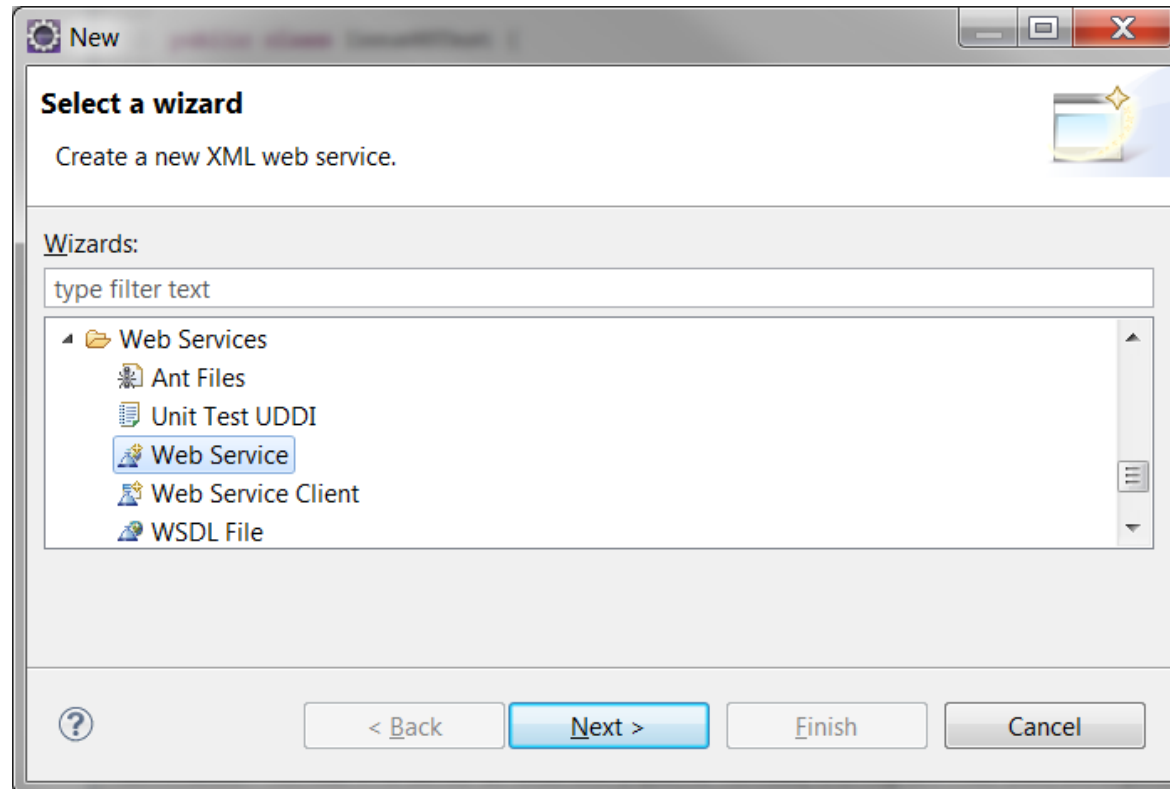 New
Select a wizard
Create a new XML web service.
Wizards:
type filter text
Web Services
Ant Files
Unit Test UDDI
Web Service
Web Service Client
WSDL File
< Back Next > Finish Cancel